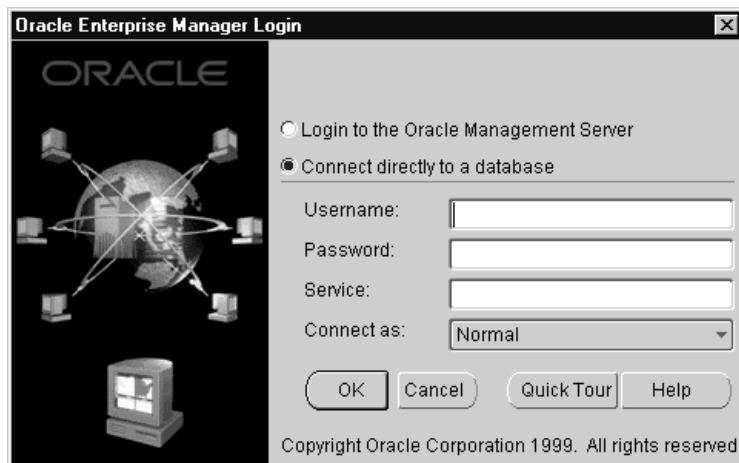 Oracle Enterprise Manager Login
ORACLE
Login to the Oracle Management Server
Connect directly to a database
Username:
Password:
Service:
Connect as: Normal
OK Cancel Quick Tour Help
Copyright Oracle Corporation 1999. All rights reserved